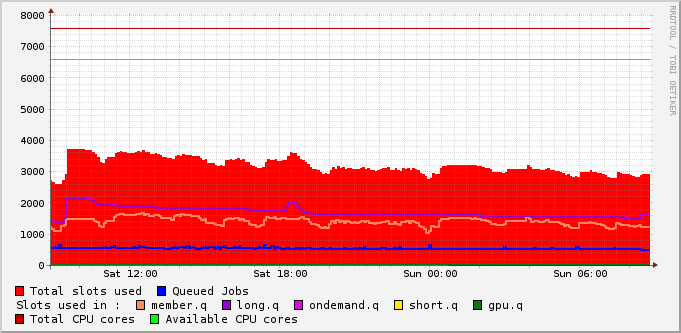 RRDTOOL / TOBI OETIKER
8000
7000
6000
5000
4000
3000
2000
1000
0
Sat 12:00 Sat 18:00 Sun 00:00 Sun 06:00
Total slots used Queued Jobs
Slots used in : member.q long.q ondemand.q short.q gpu.q
Total CPU cores Available CPU cores